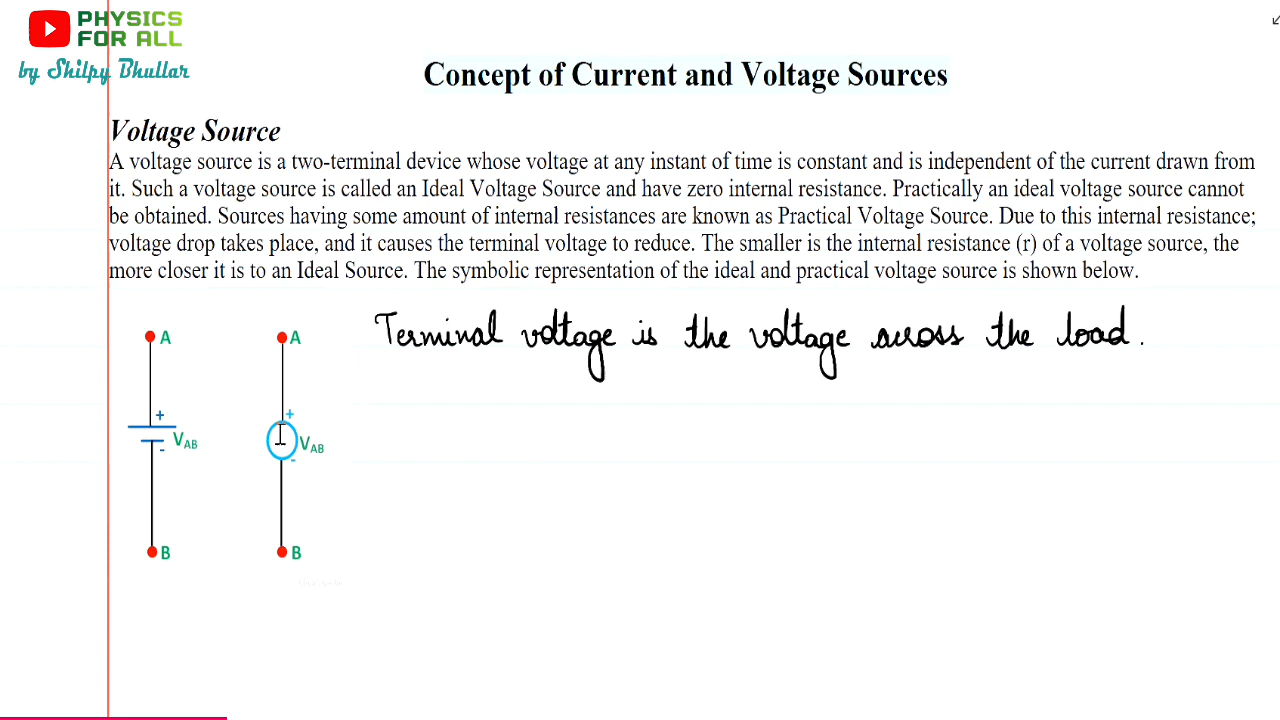 PHYSICS
FOR ALL
by Shilpy Bhullar
Concept of Current and Voltage Sources
Voltage Source
A voltage source is a two-terminal device whose voltage at any instant of time is constant and is independent of the current drawn from
it. Such a voltage source is called an Ideal Voltage Source and have zero internal resistance. Practically an ideal voltage source cannot
be obtained. Sources having some amount of internal resistances are known as Practical Voltage Source. Due to this internal resistance;
voltage drop takes place, and it causes the terminal voltage to reduce. The smaller is the internal resistance (r) of a voltage source, the
more closer it is to an Ideal Source. The symbolic representation of the ideal and practical voltage source is shown below.
Terminal voltage is the voltage across the load.
A A
+ +
VAB VAB
- -
B B